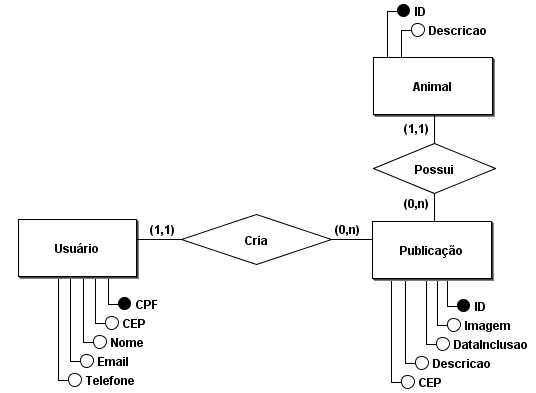 ID
Descricao
Animal
(1,1)
Possui
(0,n)
Usuário
(1,1)
Cria
(0,n)
Publicação
CPF
CEP
Nome
Email
Telefone
ID
Imagem
DataInclusao
Descricao
CEP